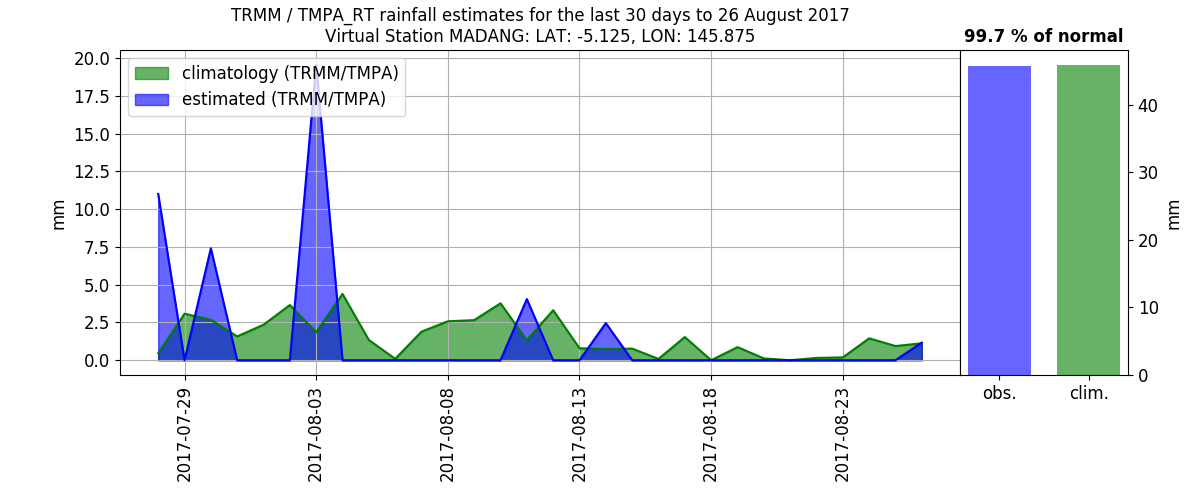 TRMM / TMPA_RT rainfall estimates for the last 30 days to 26 August 2017
Virtual Station MADANG: LAT: -5.125, LON: 145.875
99.7 % of normal
climatology (TRMM/TMPA)
estimated (TRMM/TMPA)
20.0
17.5
15.0
12.5
10.0
7.5
5.0
2.5
0.0
mm
2017-07-29
2017-08-03
2017-08-08
2017-08-13
2017-08-18
2017-08-23
40
30
20
10
0
mm
obs.
clim.